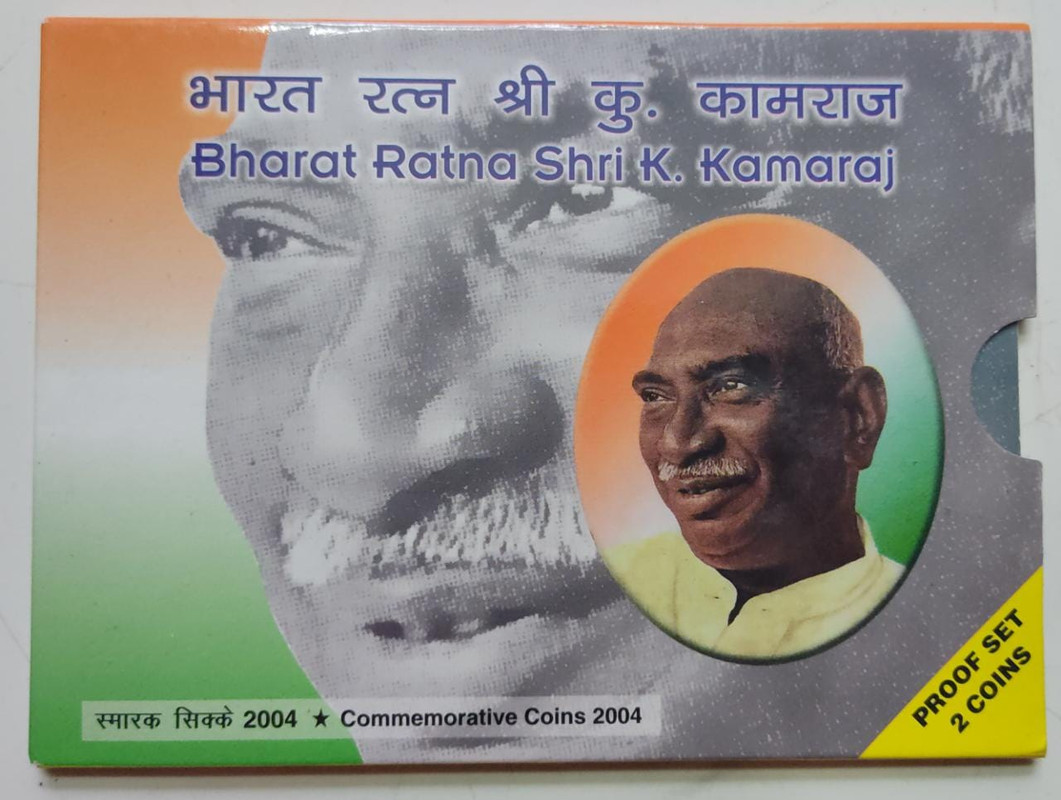 भारत रत्न श्री कु. कामराज
Bharat Ratna Shri K. Kamaraj
स्मारक सिक्के 2004 ★ Commemorative Coins 2004
PROOF SET
2 COINS